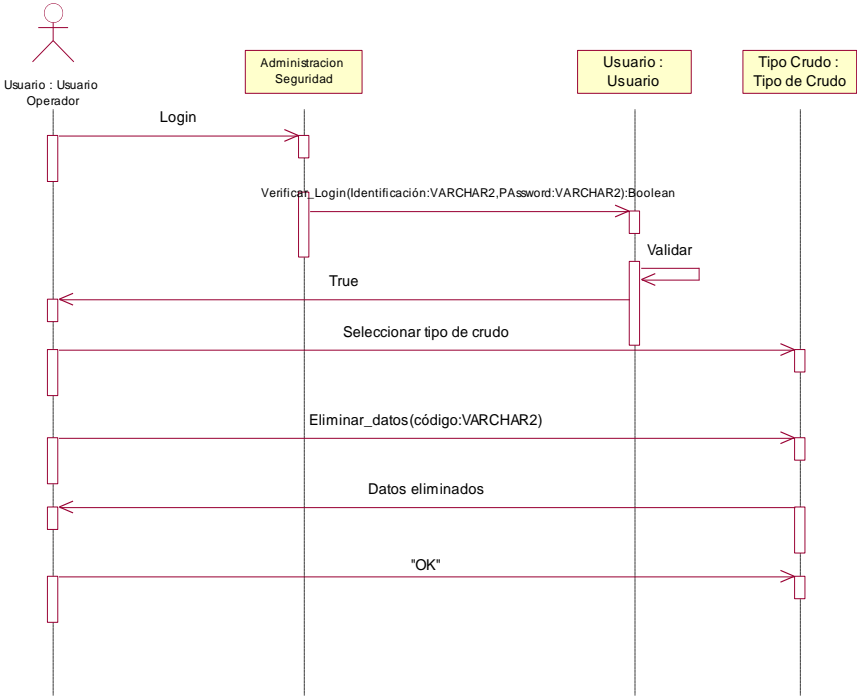 Usuario : Usuario
Operador
Administracion
Seguridad
Usuario :
Usuario
Tipo Crudo :
Tipo de Crudo
Login
Verificar_Login(Identificación:VARCHAR2,PAssword:VARCHAR2):Boolean
Validar
True
Seleccionar tipo de crudo
Eliminar_datos(código:VARCHAR2)
Datos eliminados
"OK"